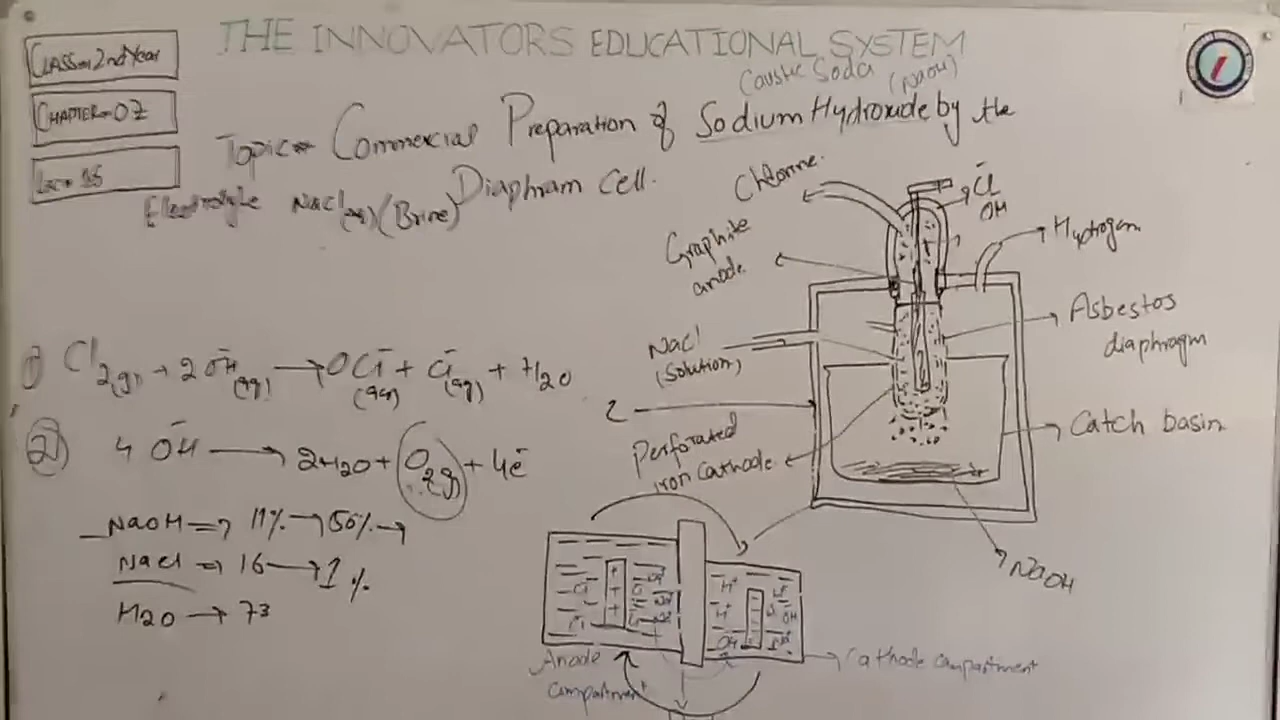 THE INNOVATORS EDUCATIONAL SYSTEM
CLASS=2nd Year
CHAPTER=07
Caustic Soda (NaOH)
Topic= Commercial Preparation of Sodium Hydroxide by the
Diaphram Cell.
Electrolyte NaCl(aq) (Brine)
Chlorine
Cl⁻
OH⁻
Hydrogen
Graphite
anode
Asbestos
diaphragm
NaCl
(Solution)
Catch basin
Perforated
iron cathode
NaOH
1) Cl2(g) + 2OH⁻(aq) → OCl⁻(aq) + Cl⁻(aq) + H2O
2) 4OH⁻ → 2H2O + O2(g) + 4e⁻
NaOH ⇒ 11% → 50% →
NaCl ⇒ 16 → 1%
H2O → 73
H⁺
H⁺
OH
OH
Anode
Compartment
Cathode compartment